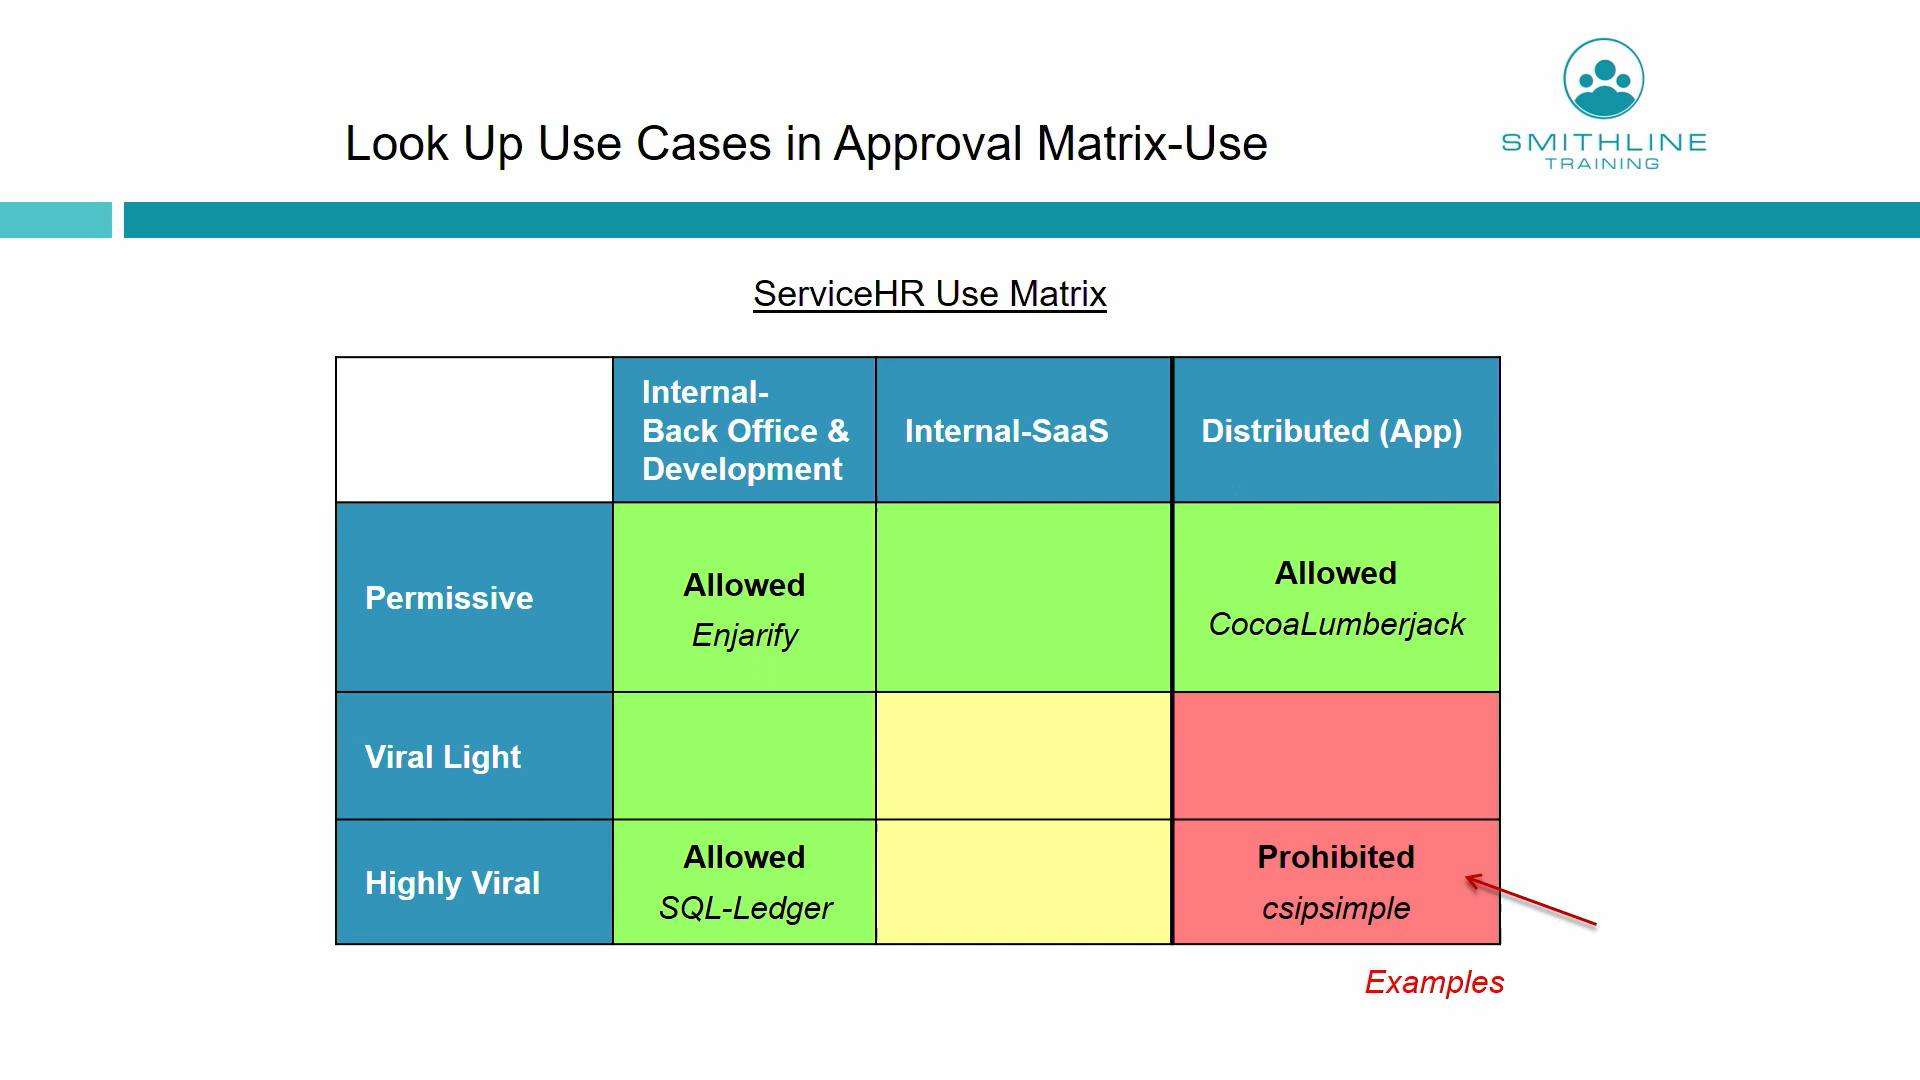 Look Up Use Cases in Approval Matrix-Use
SMITHLINE
TRAINING
ServiceHR Use Matrix
Internal-
Back Office &
Development
Internal-SaaS
Distributed (App)
Permissive
Allowed
Enjarify
Allowed
CocoaLumberjack
Viral Light
Highly Viral
Allowed
SQL-Ledger
Prohibited
csipsimple
Examples